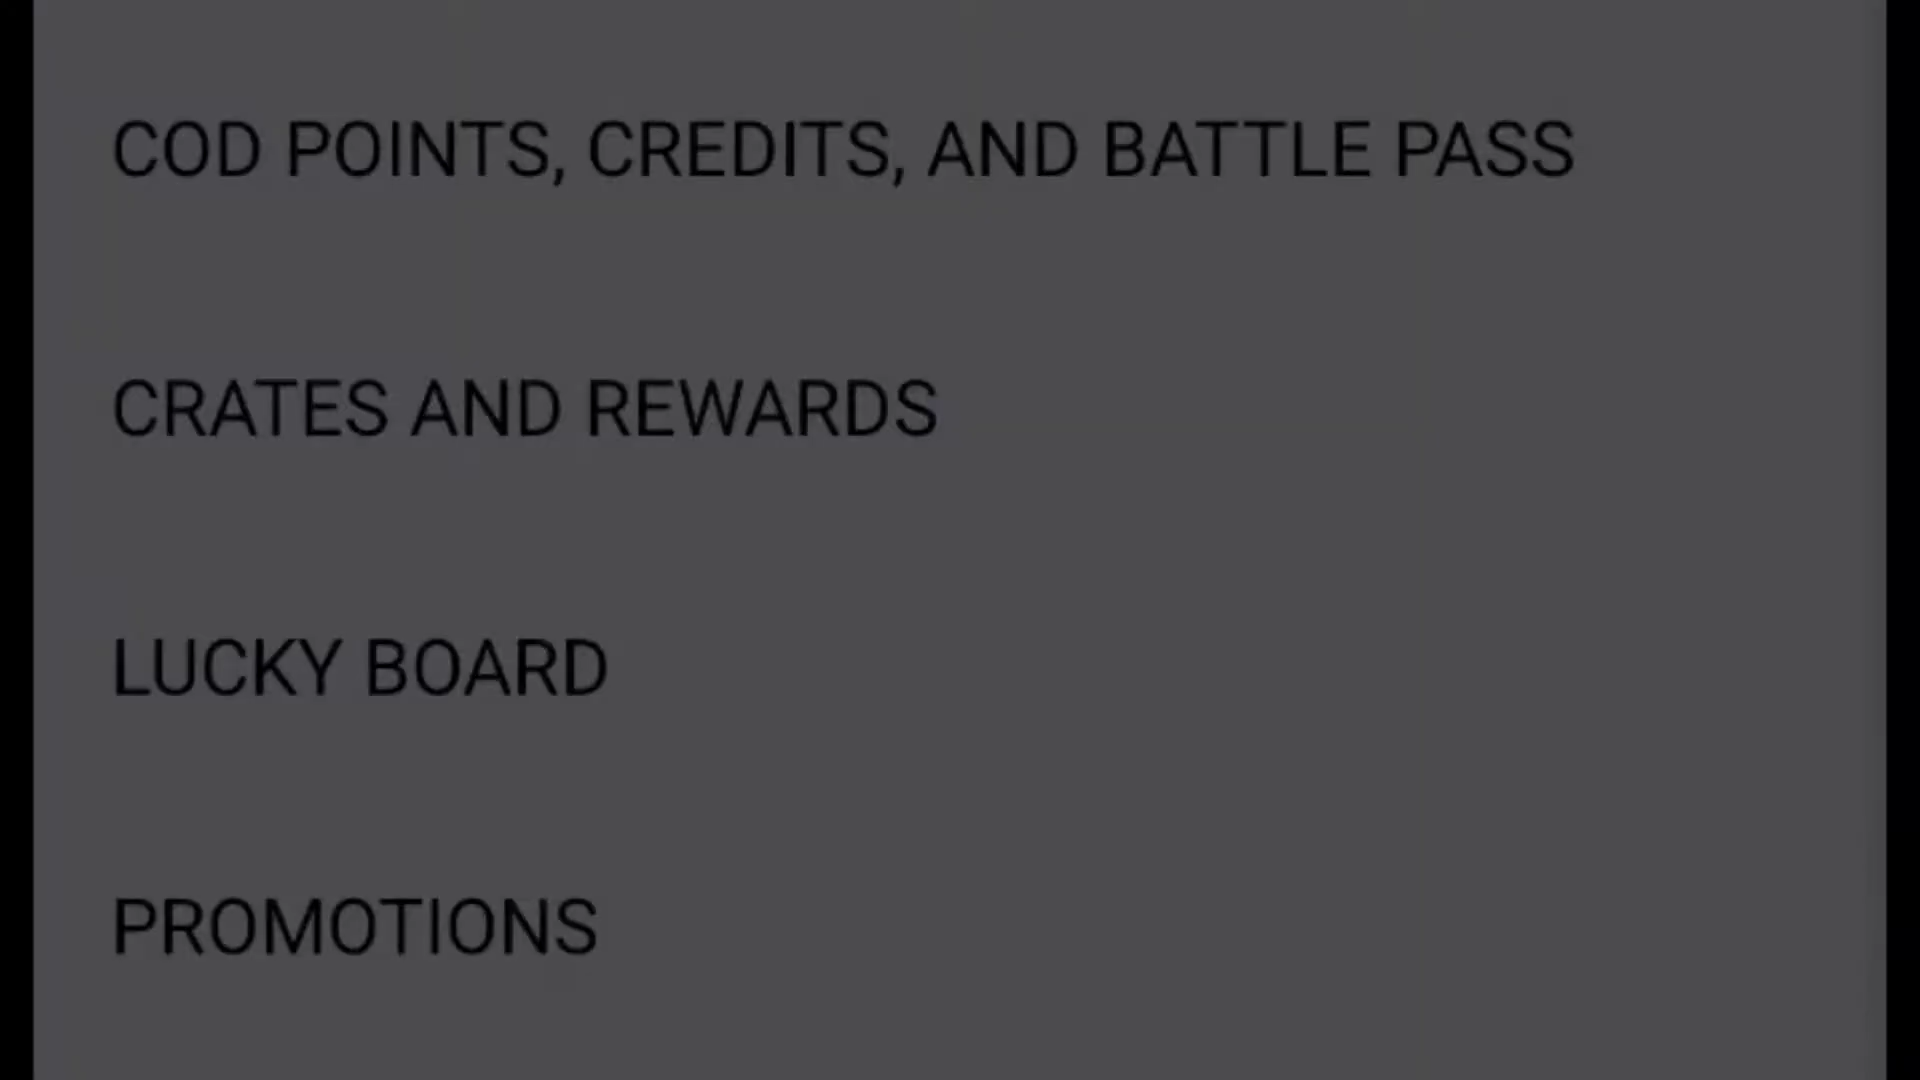 COD POINTS, CREDITS, AND BATTLE PASS
CRATES AND REWARDS
LUCKY BOARD
PROMOTIONS